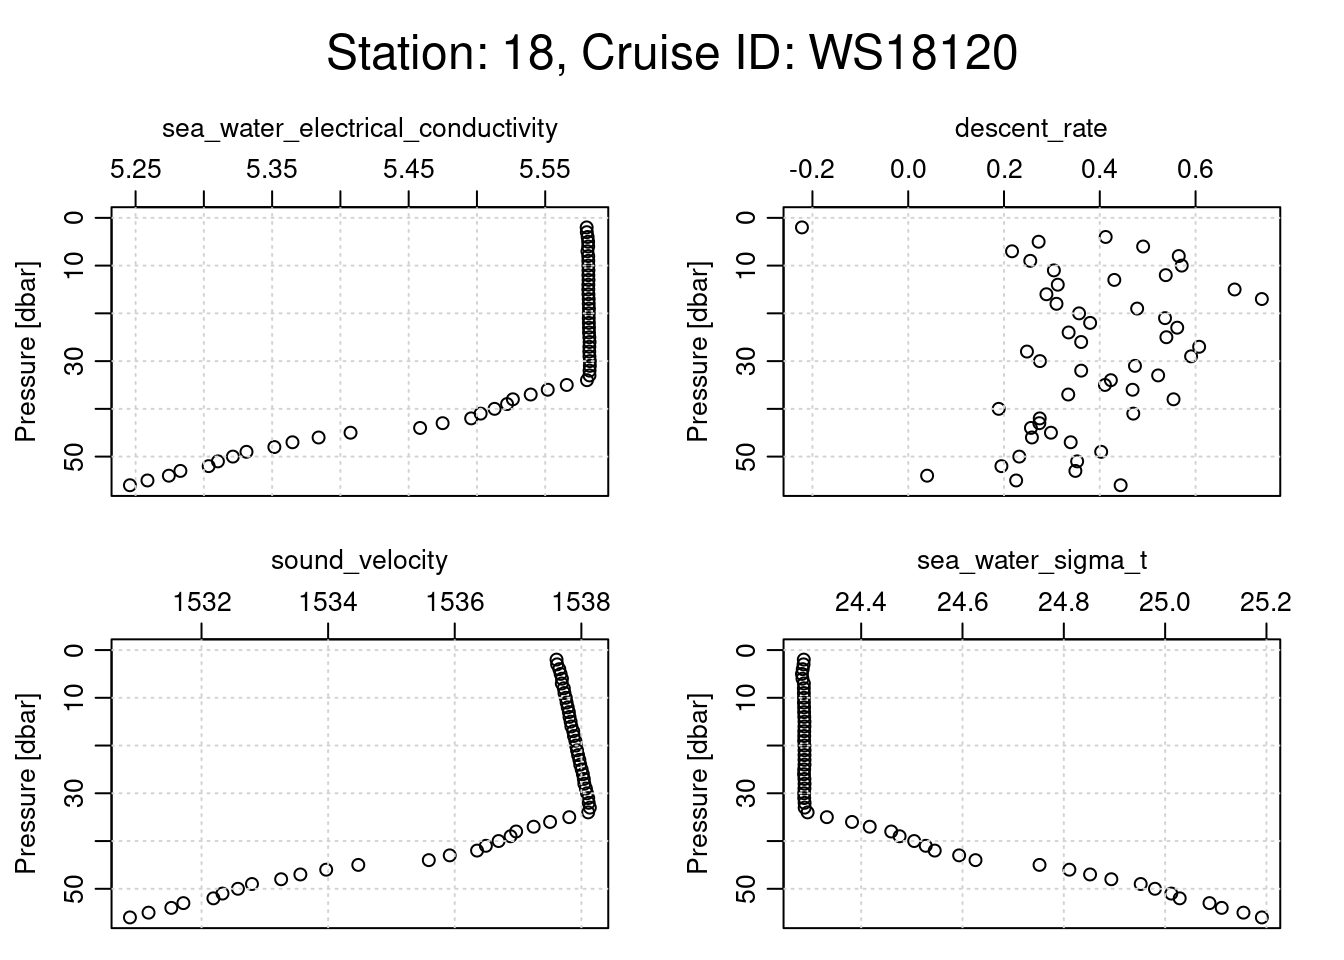 Station: 18, Cruise ID: WS18120
sea_water_electrical_conductivity
5.25 5.35 5.45 5.55
Pressure [dbar]
0
10
30
50
descent_rate
-0.2 0.0 0.2 0.4 0.6
Pressure [dbar]
0
10
30
50
sound_velocity
1532 1534 1536 1538
Pressure [dbar]
0
10
30
50
sea_water_sigma_t
24.4 24.6 24.8 25.0 25.2
Pressure [dbar]
0
10
30
50